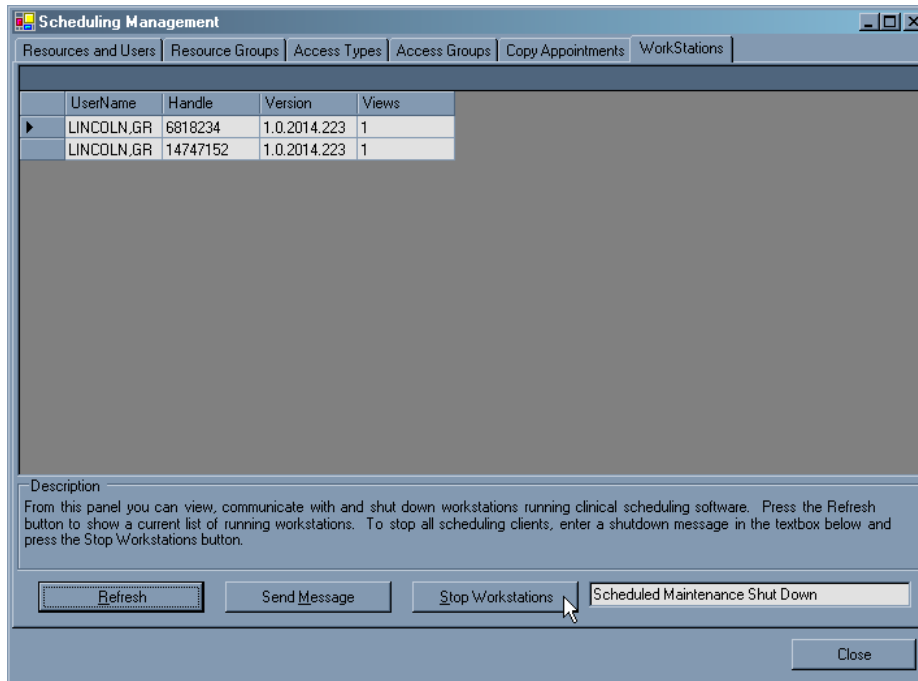 Scheduling Management
Resources and Users Resource Groups Access Types Access Groups Copy Appointments WorkStations
UserName Handle Version Views
LINCOLN,GR 6818234 1.0.2014.223 1
LINCOLN,GR 14747152 1.0.2014.223 1
Description
From this panel you can view, communicate with and shut down workstations running clinical scheduling software. Press the Refresh
button to show a current list of running workstations. To stop all scheduling clients, enter a shutdown message in the textbox below and
press the Stop Workstations button.
Refresh Send Message Stop Workstations Scheduled Maintenance Shut Down
Close